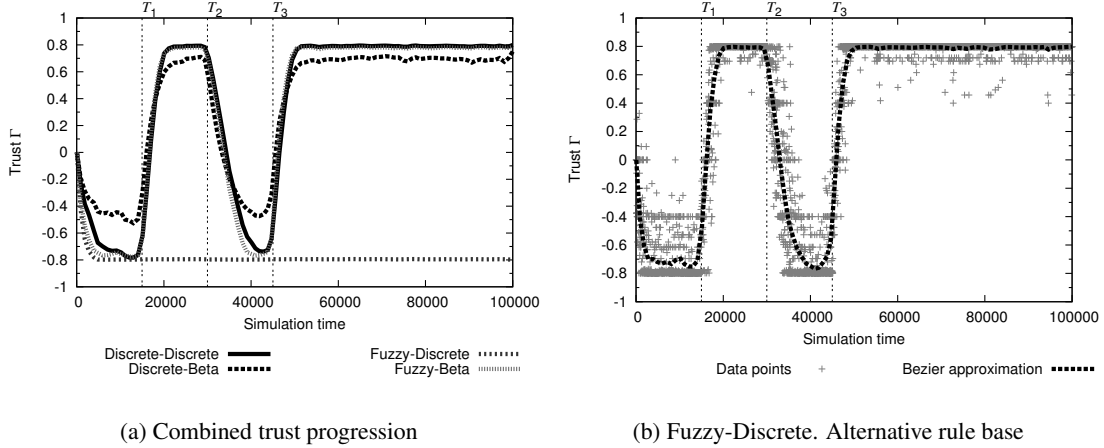 T1 T2 T3
1
0.8
0.6
0.4
0.2
0
-0.2
-0.4
-0.6
-0.8
-1
Trust Γ
0 20000 40000 60000 80000 100000
Simulation time
Discrete-Discrete
Discrete-Beta
Fuzzy-Discrete
Fuzzy-Beta
(a) Combined trust progression
T1 T2 T3
1
0.8
0.6
0.4
0.2
0
-0.2
-0.4
-0.6
-0.8
-1
Trust Γ
0 20000 40000 60000 80000 100000
Simulation time
Data points
Bezier approximation
(b) Fuzzy-Discrete. Alternative rule base